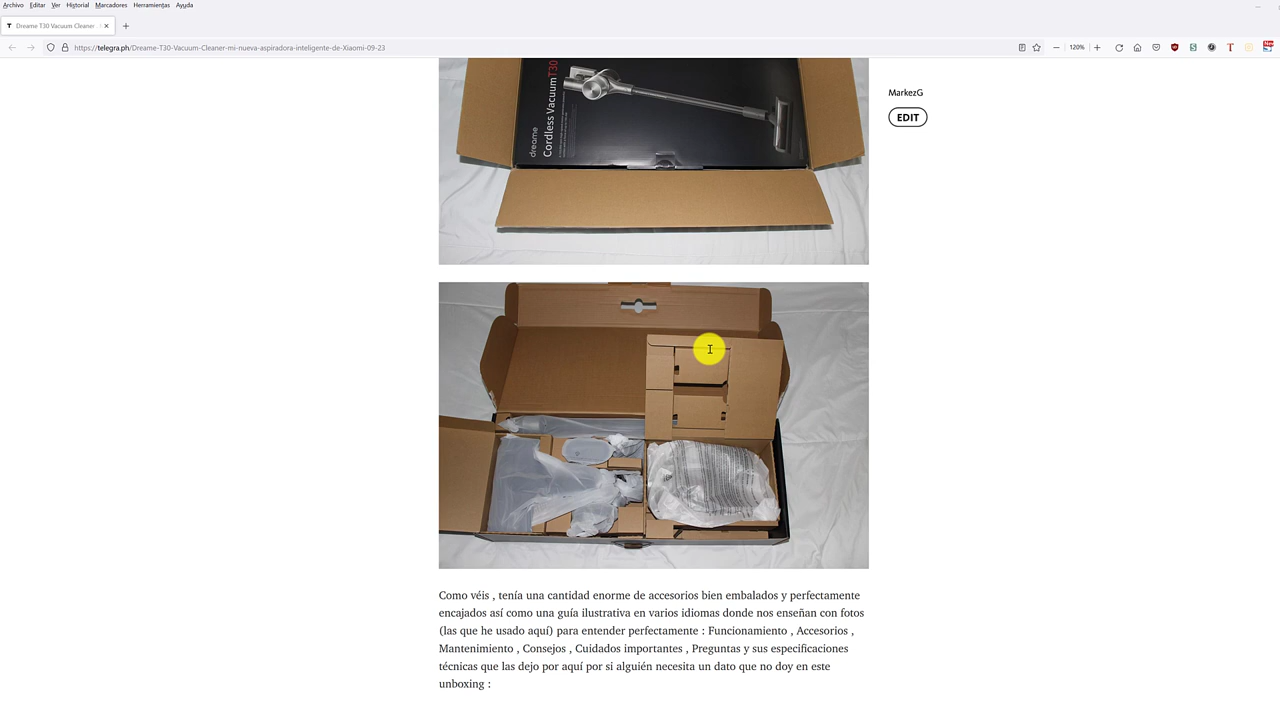 Archivo Editar Ver Historial Marcadores Herramientas Ayuda
Dreame T30 Vacuum Cleaner
https://telegra.ph/Dreame-T30-Vacuum-Cleaner-mi-nueva-aspiradora-inteligente-de-Xiaomi-09-23
120%
MarkezG
EDIT
dreame
Cordless Vacuum T30
Como véis , tenía una cantidad enorme de accesorios bien embalados y perfectamente
encajados así como una guía ilustrativa en varios idiomas donde nos enseñan con fotos
(las que he usado aquí) para entender perfectamente : Funcionamiento , Accesorios ,
Mantenimiento , Consejos , Cuidados importantes , Preguntas y sus especificaciones
técnicas que las dejo por aquí por si alguién necesita un dato que no doy en este
unboxing :